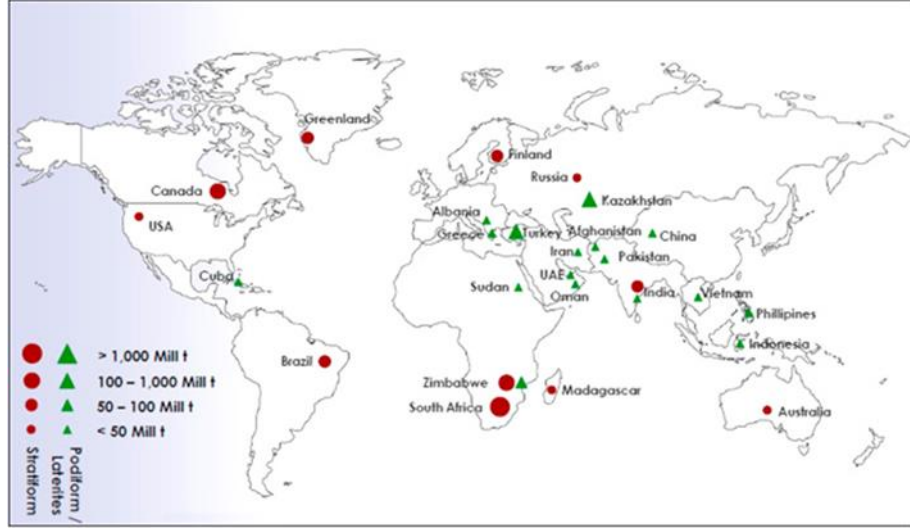 Greenland
Finland
Russia
Canada
Kazakhstan
Albania
USA
Greece
Turkey
Afghanistan
China
Iran
Pakistan
Cuba
UAE
Sudan
Oman
India
Vietnam
Phillipines
Indonesia
> 1,000 Mill t
Brazil
100 – 1,000 Mill t
Zimbabwe
Madagascar
50 – 100 Mill t
South Africa
Australia
< 50 Mill t
Podiform /
Laterites
Stratiform